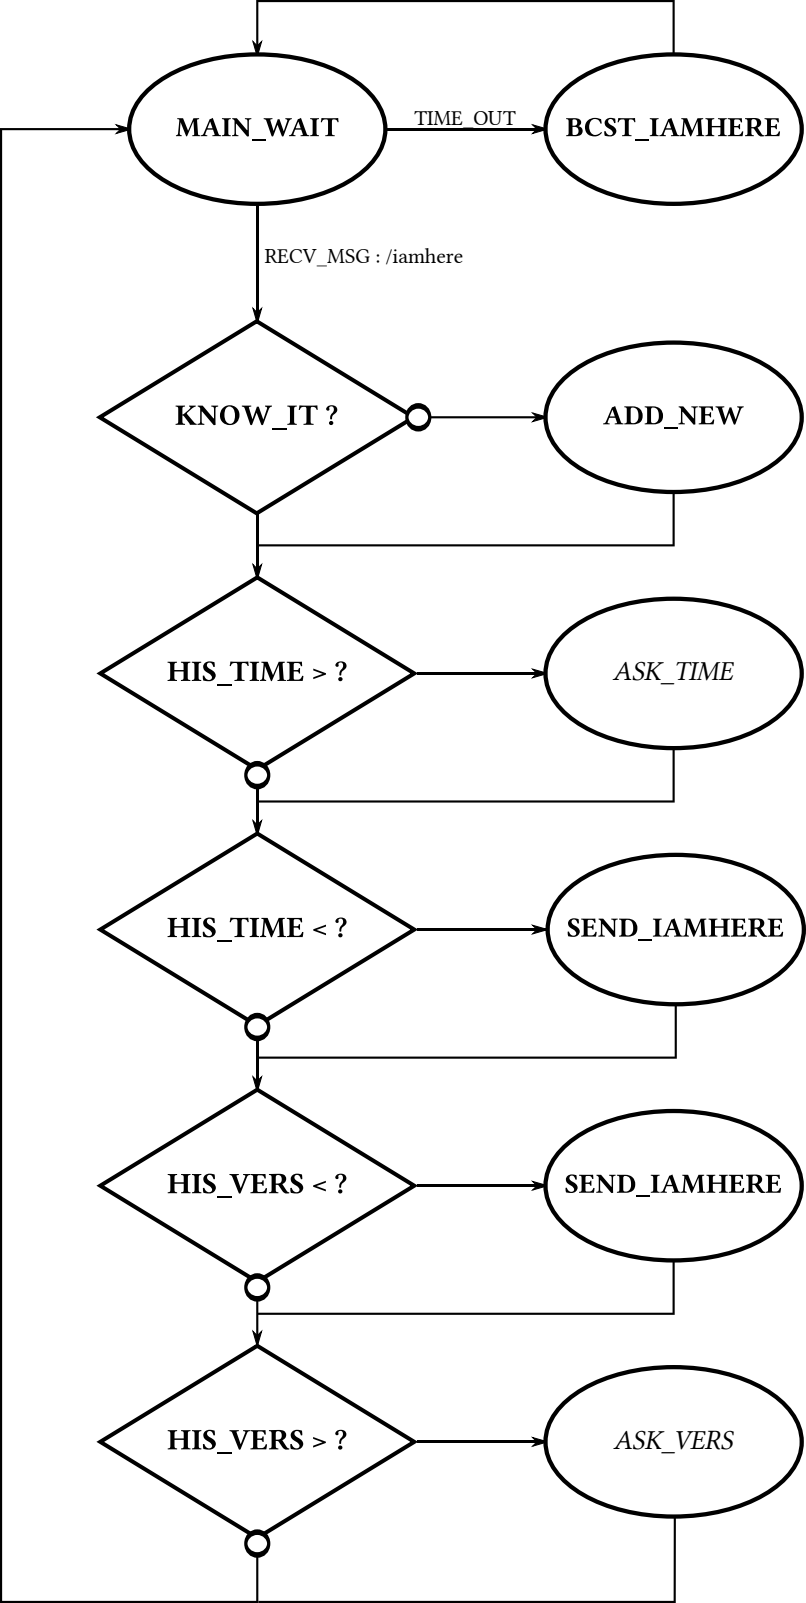 MAIN_WAIT
TIME_OUT
BCST_IAMHERE
RECV_MSG : /iamhere
KNOW_IT ?
ADD_NEW
HIS_TIME > ?
ASK_TIME
HIS_TIME < ?
SEND_IAMHERE
HIS_VERS < ?
SEND_IAMHERE
HIS_VERS > ?
ASK_VERS